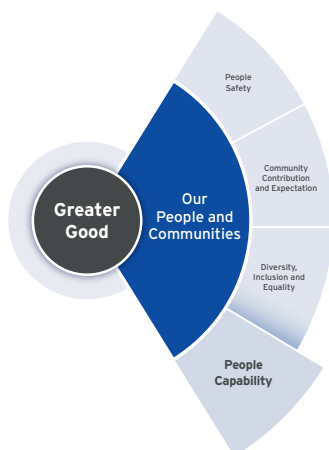 Greater
Good
Our
People and
Communities
People
Safety
Community
Contribution
and Expectation
Diversity,
Inclusion and
Equality
People
Capability